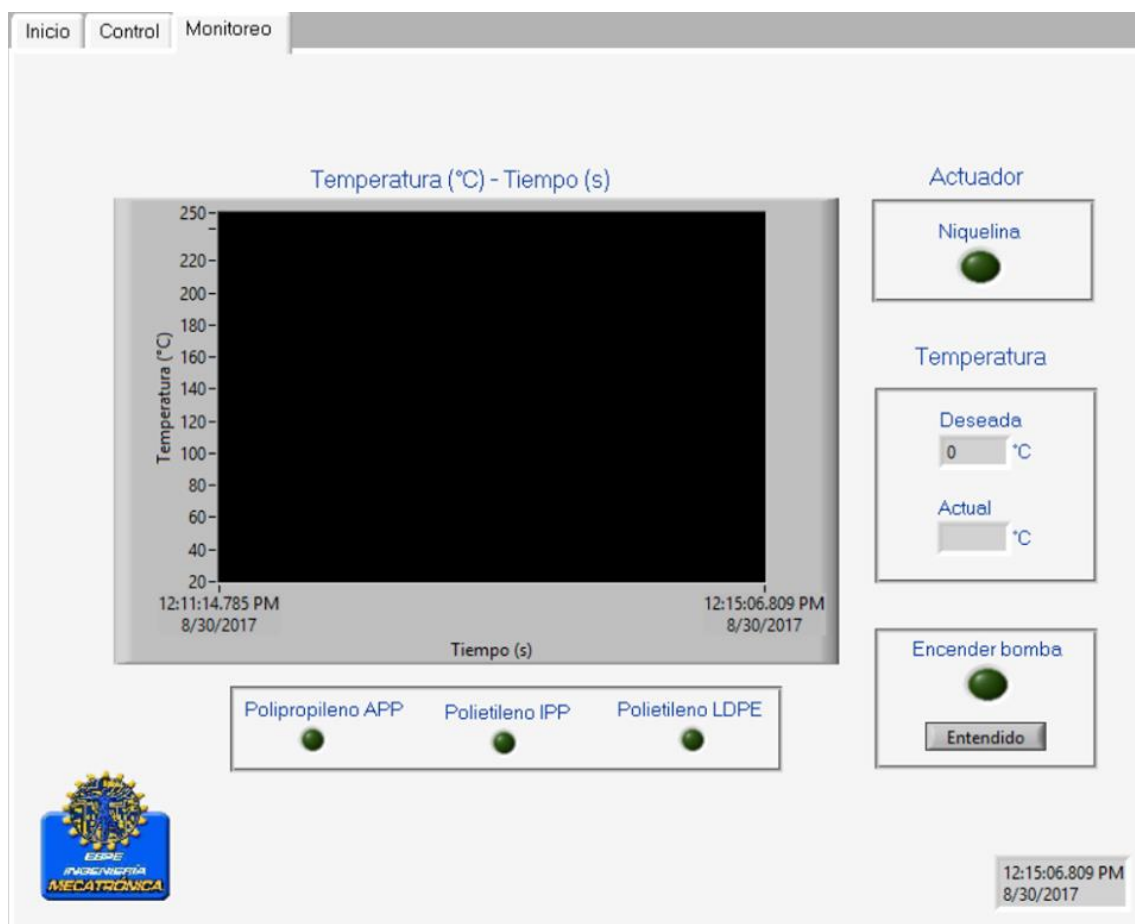 Inicio
Control
Monitoreo
Temperatura (°C) - Tiempo (s)
Temperatura (°C)
250
220
200
180
160
140
120
100
80
60
40
20
12:11:14.785 PM
8/30/2017
12:15:06.809 PM
8/30/2017
Tiempo (s)
Actuador
Niquelina
Temperatura
Deseada
0 °C
Actual
°C
Encender bomba
Entendido
Polipropileno APP
Polietileno IPP
Polietileno LDPE
ESPE
INGENIERÍA
MECATRÓNICA
12:15:06.809 PM
8/30/2017